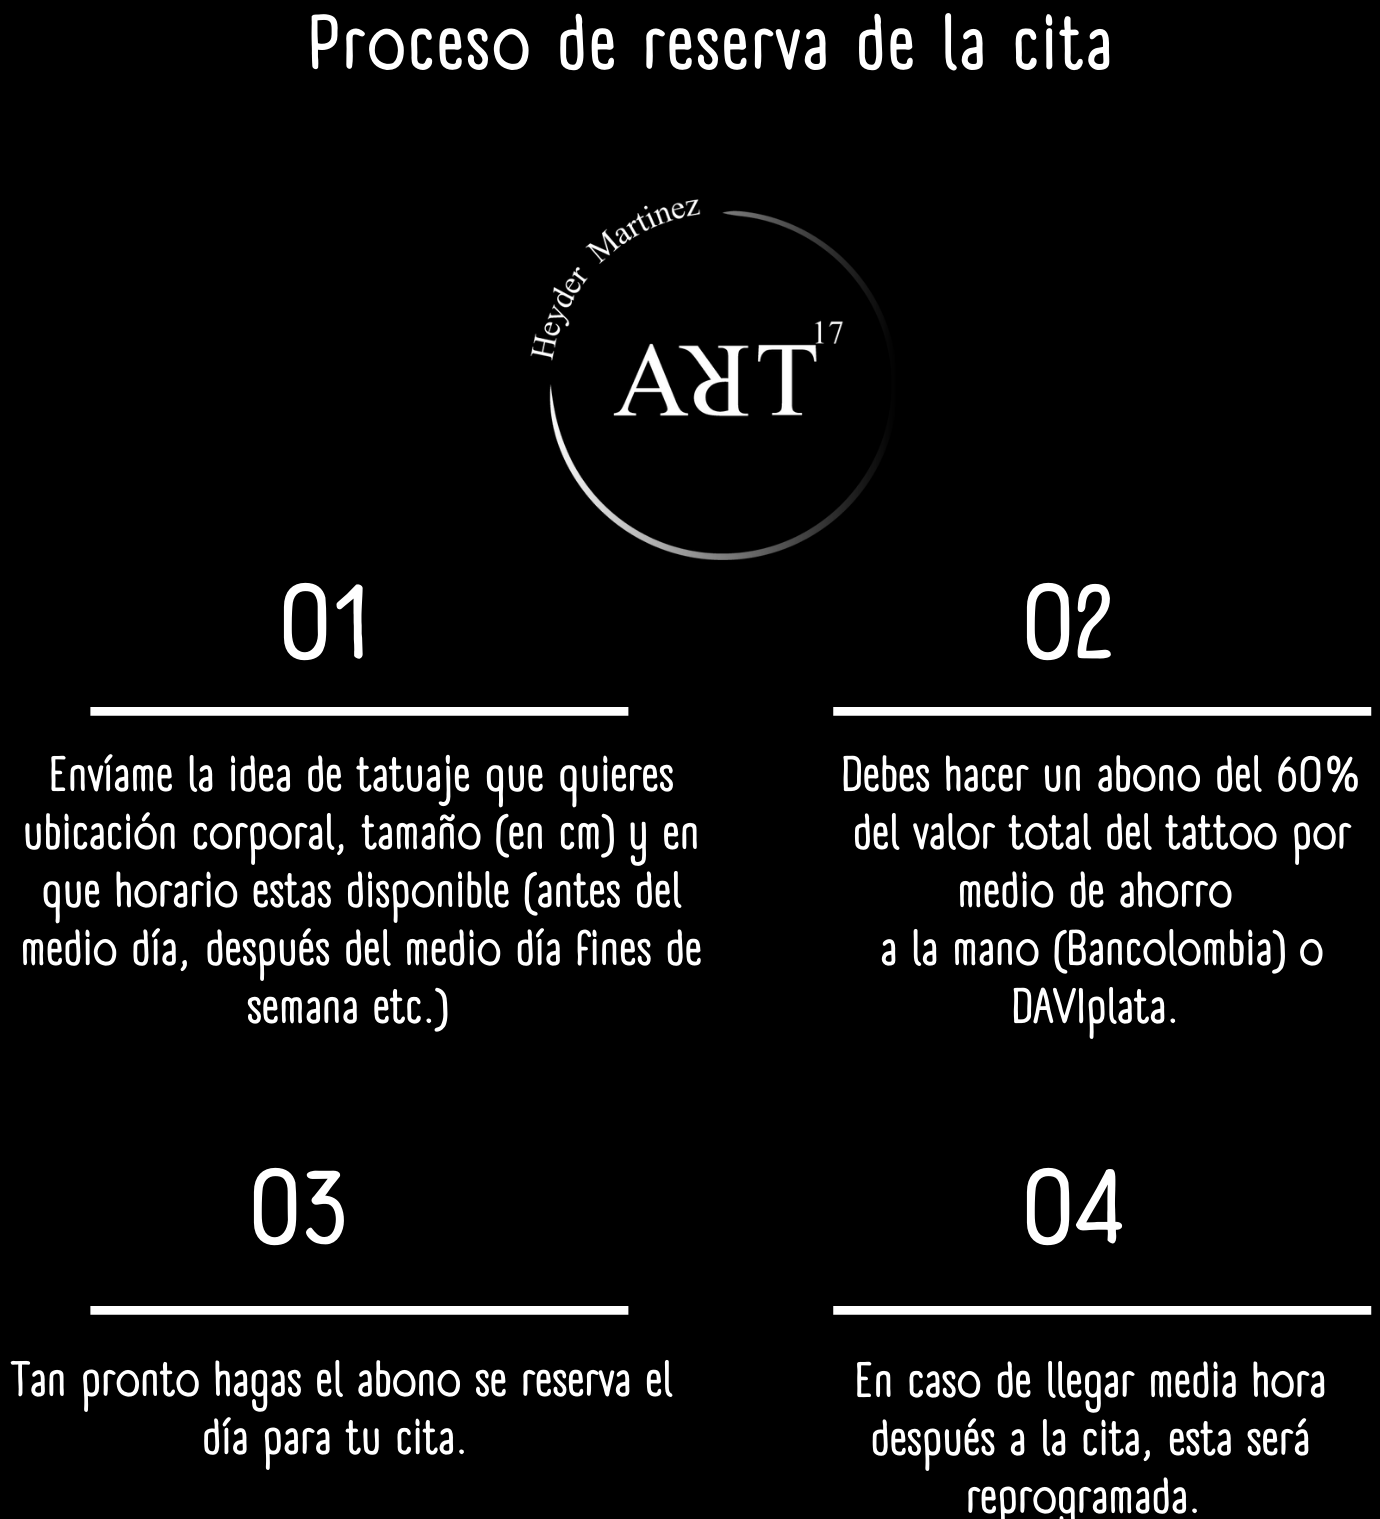 Proceso de reserva de la cita
Heyder Martinez
ART 17
01
Envíame la idea de tatuaje que quieres
ubicación corporal, tamaño (en cm) y en
que horario estas disponible (antes del
medio día, después del medio día fines de
semana etc.)
02
Debes hacer un abono del 60%
del valor total del tattoo por
medio de ahorro
a la mano (Bancolombia) o
DAVIplata.
03
Tan pronto hagas el abono se reserva el
día para tu cita.
04
En caso de llegar media hora
después a la cita, esta será
reprogramada.